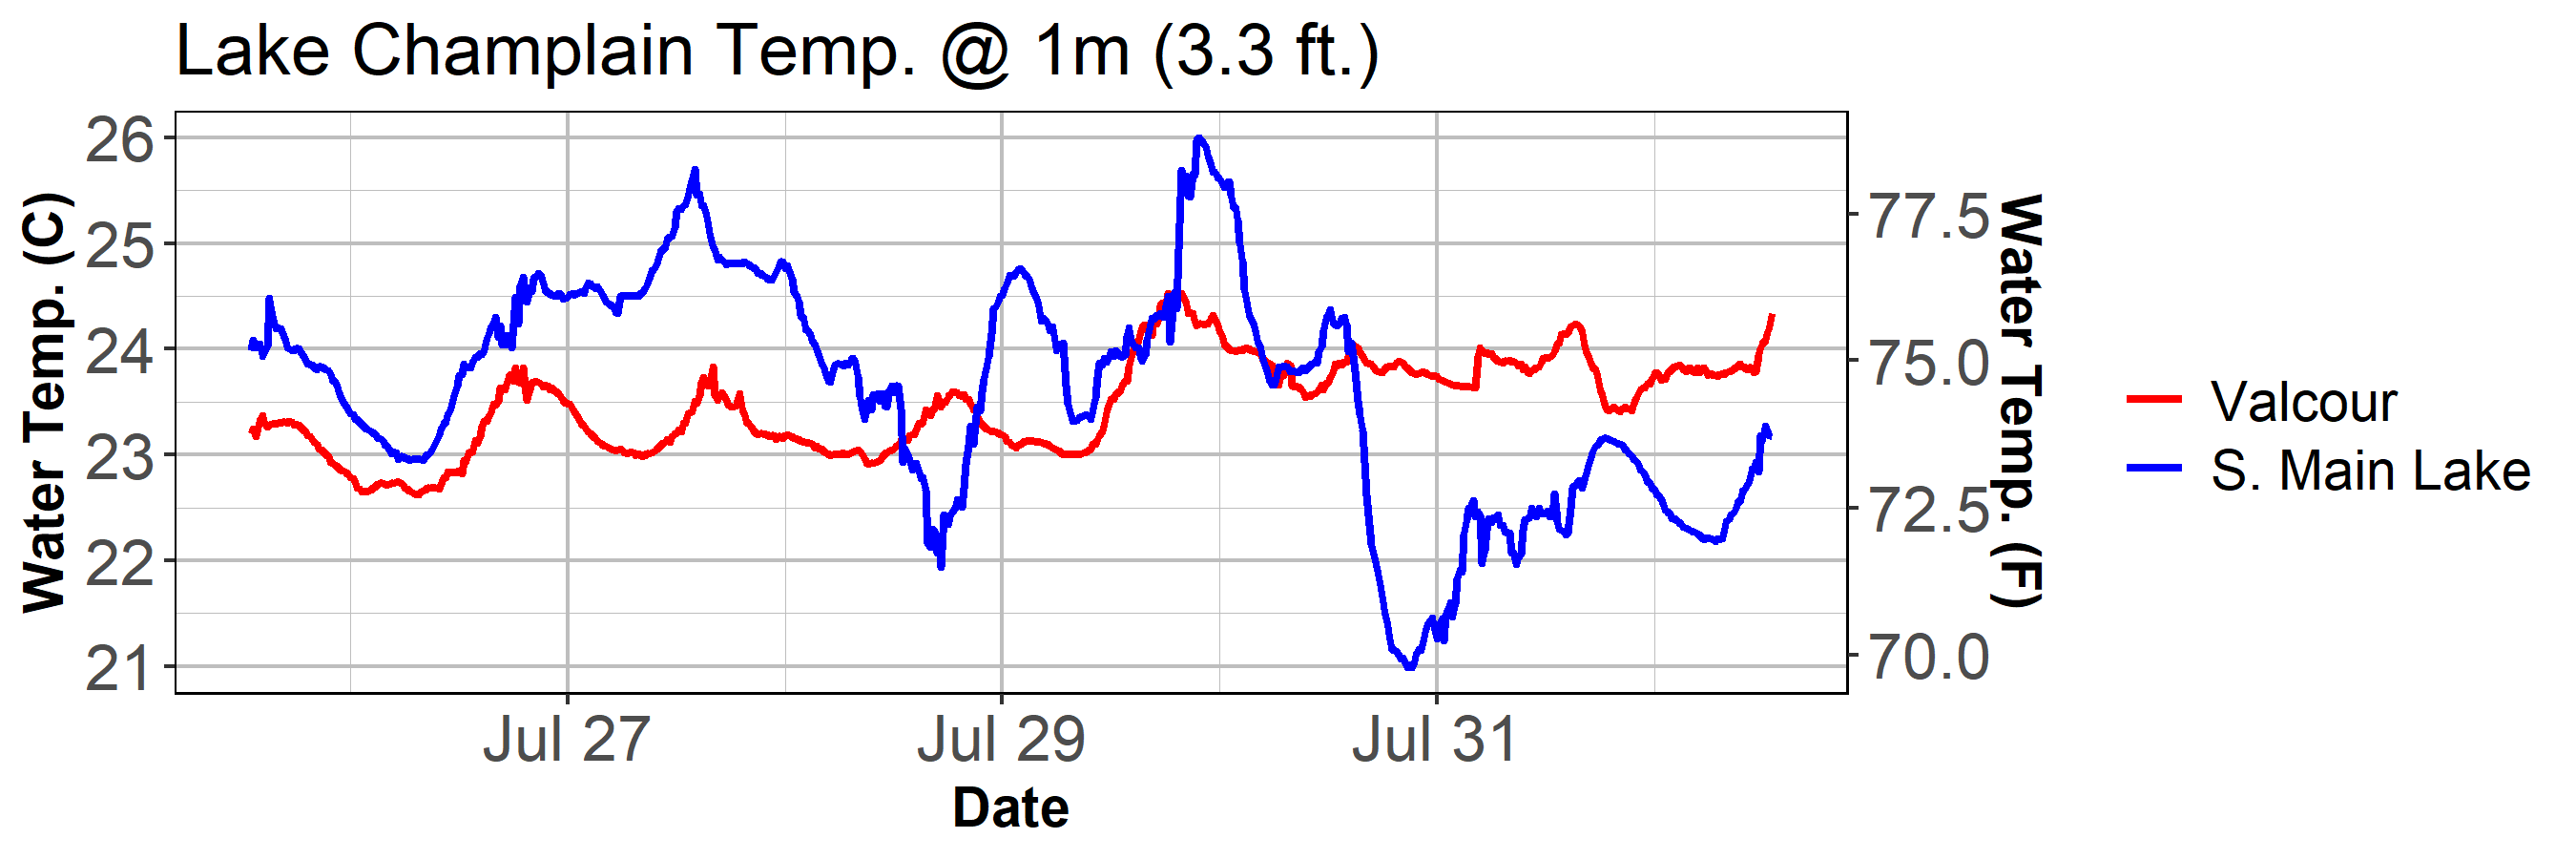 Lake Champlain Temp. @ 1m (3.3 ft.)
Water Temp. (C)
26
25
24
23
22
21
77.5
75.0
72.5
70.0
Water Temp. (F)
Jul 27
Jul 29
Jul 31
Date
Valcour
S. Main Lake